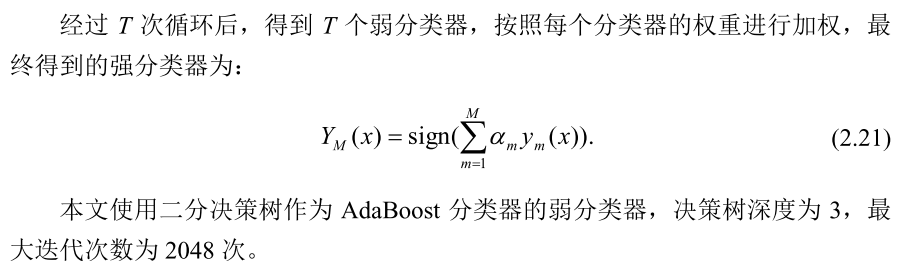 经过 T 次循环后，得到 T 个弱分类器，按照每个分类器的权重进行加权，最
终得到的强分类器为：
Y_M(x) = sign(∑_{m=1}^{M} α_m y_m(x)). (2.21)
本文使用二分决策树作为 AdaBoost 分类器的弱分类器，决策树深度为 3，最
大迭代次数为 2048 次。